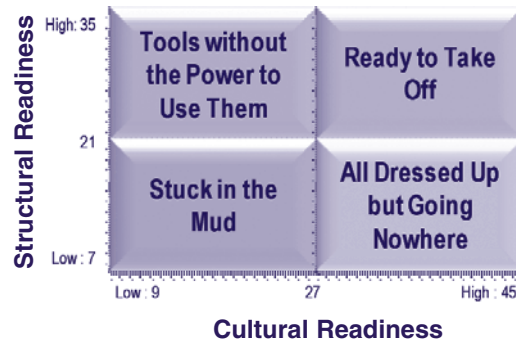 Structural Readiness
High: 35
21
Low: 7
Tools without
the Power to
Use Them
Ready to Take
Off
Stuck in the
Mud
All Dressed Up
but Going
Nowhere
Low: 9
27
High: 45
Cultural Readiness